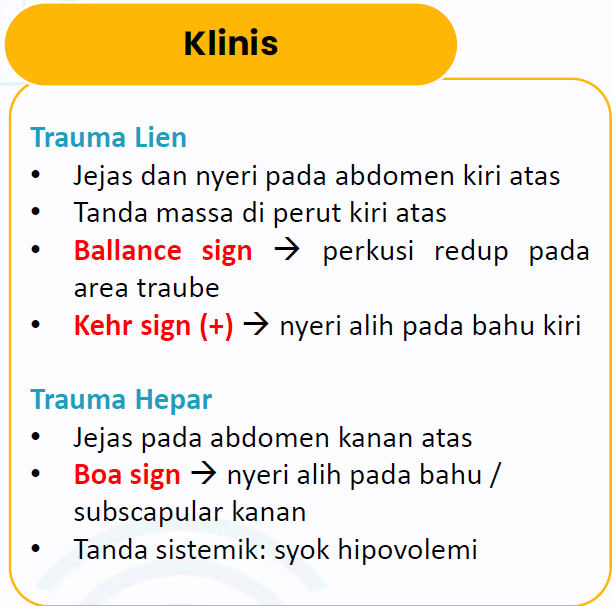 Klinis
Trauma Lien
• Jejas dan nyeri pada abdomen kiri atas
• Tanda massa di perut kiri atas
• Ballance sign → perkusi redup pada
area traube
• Kehr sign (+) → nyeri alih pada bahu kiri
Trauma Hepar
• Jejas pada abdomen kanan atas
• Boa sign → nyeri alih pada bahu /
subscapular kanan
• Tanda sistemik: syok hipovolemi